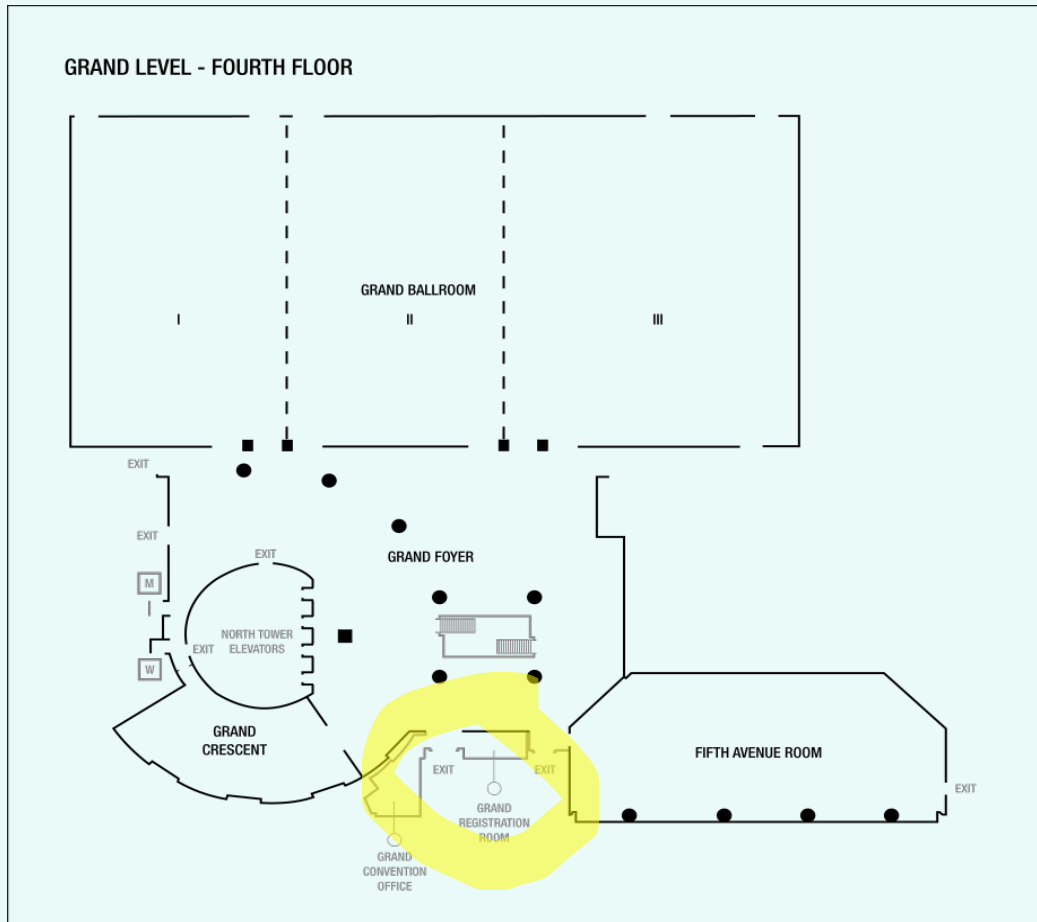 GRAND LEVEL - FOURTH FLOOR
GRAND BALLROOM
I
II
III
EXIT
EXIT
EXIT
GRAND FOYER
M
NORTH TOWER
ELEVATORS
EXIT
W
GRAND
CRESCENT
FIFTH AVENUE ROOM
EXIT
EXIT
EXIT
GRAND
REGISTRATION
ROOM
GRAND
CONVENTION
OFFICE